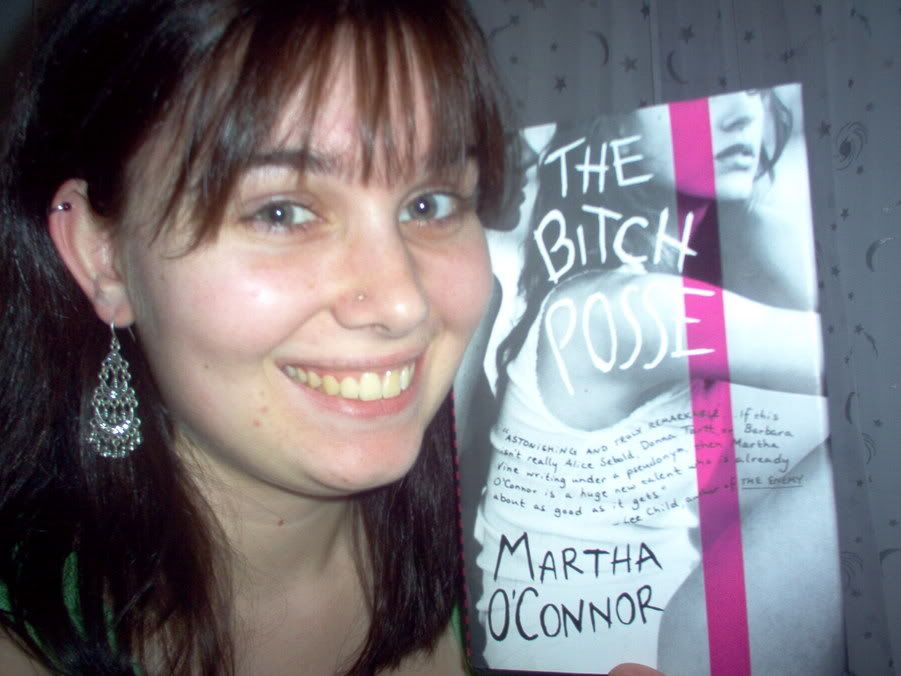 THE
BITCH
POSSE
"ASTONISHING AND TRULY REMARKABLE... If this
isn't really Alice Sebold, Donna Tartt or Barbara
Vine writing under a pseudonym, then Martha
O'Connor is a huge new talent who is already
about as good as it gets"
- Lee Child author of THE ENEMY
MARTHA
O'CONNOR